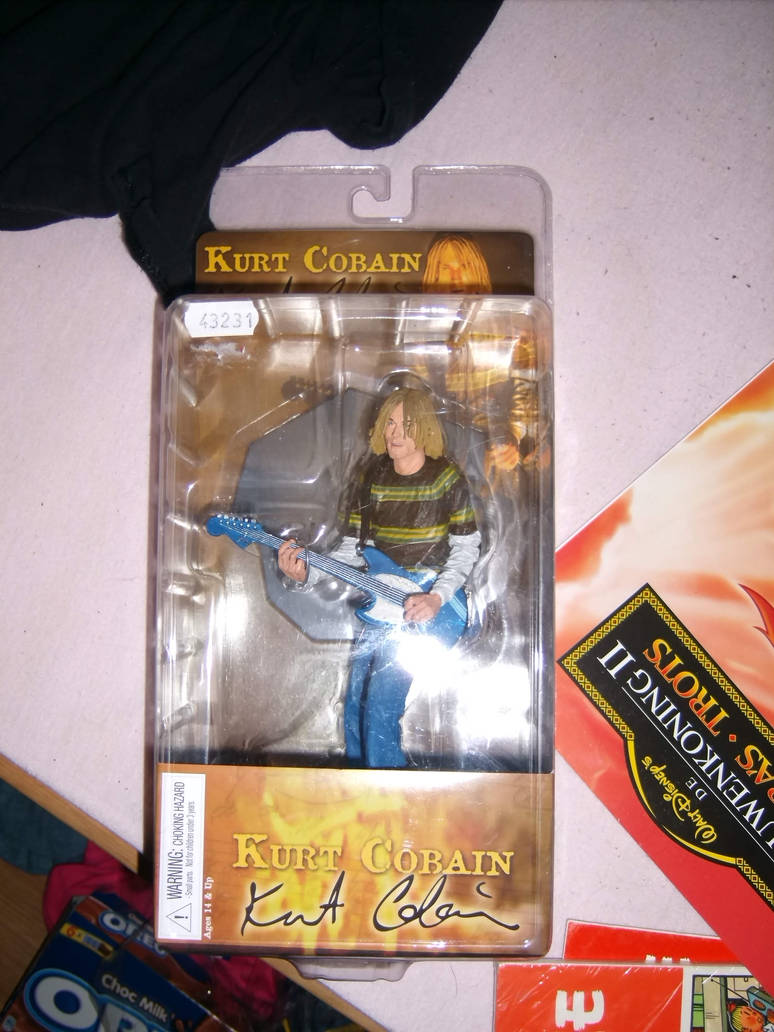 KURT COBAIN
43231
WARNING: CHOKING HAZARD
Small parts. Not for children under 3 years
Ages 14 & Up
KURT COBAIN
Kurt Cobain
WALT DISNEY'S
DE
WENKONING II
TROTS
Choc Milk